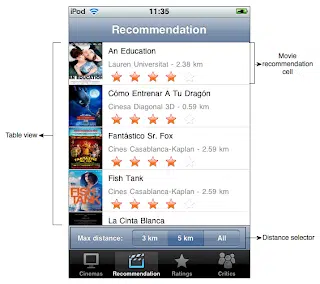 iPod
11:35
Recommendation
An Education
Lauren Universitat - 2.38 km
Cómo Entrenar A Tu Dragón
Cinesa Diagonal 3D - 0.59 km
Fantástico Sr. Fox
Cines Casablanca-Kaplan - 2.59 km
Fish Tank
Cines Casablanca-Kaplan - 2.59 km
La Cinta Blanca
Max distance: 3 km 5 km All
Cinemas Recommendation Ratings Critics
Table view
Movie
recommendation
cell
Distance selector